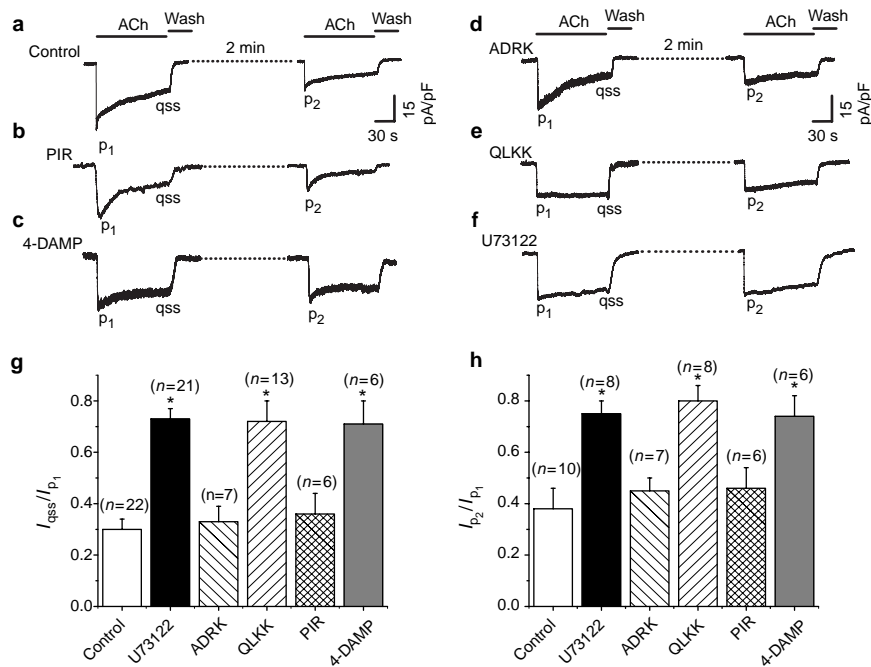 a
ACh
Wash
ACh
Wash
Control
2 min
p1
qss
p2
15 pA/pF
30 s
b
PIR
p1
qss
p2
c
4-DAMP
p1
qss
p2
d
ACh
Wash
ACh
Wash
ADRK
2 min
p1
qss
p2
15 pA/pF
30 s
e
QLKK
p1
qss
p2
f
U73122
p1
qss
p2
g
Iqss/Ip1
0.8
0.6
0.4
0.2
0.0
(n=22)
(n=21)
*
(n=7)
(n=13)
*
(n=6)
(n=6)
*
Control
U73122
ADRK
QLKK
PIR
4-DAMP
h
Ip2/Ip1
0.8
0.6
0.4
0.2
0.0
(n=10)
(n=8)
*
(n=7)
(n=8)
*
(n=6)
(n=6)
*
Control
U73122
ADRK
QLKK
PIR
4-DAMP